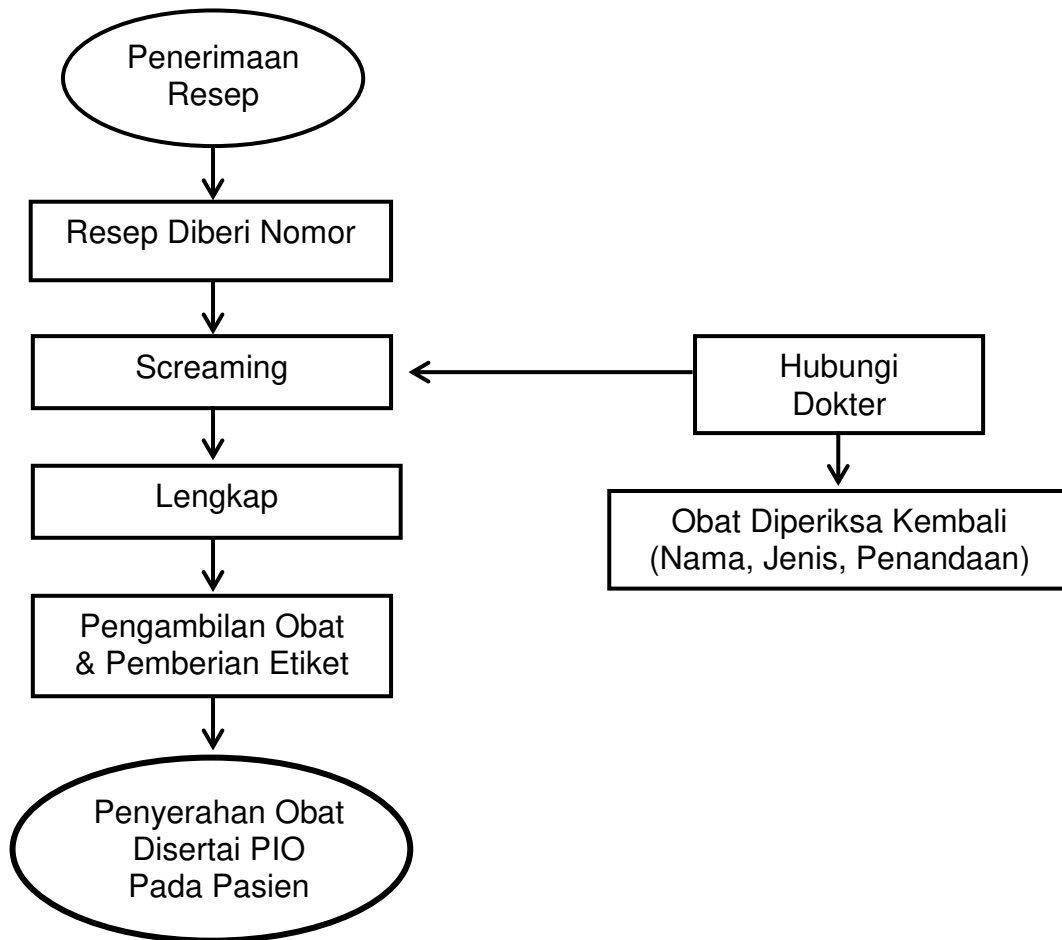 Penerimaan
Resep
Resep Diberi Nomor
Screaming
Hubungi
Dokter
Lengkap
Obat Diperiksa Kembali
(Nama, Jenis, Penandaan)
Pengambilan Obat
& Pemberian Etiket
Penyerahan Obat
Disertai PIO
Pada Pasien